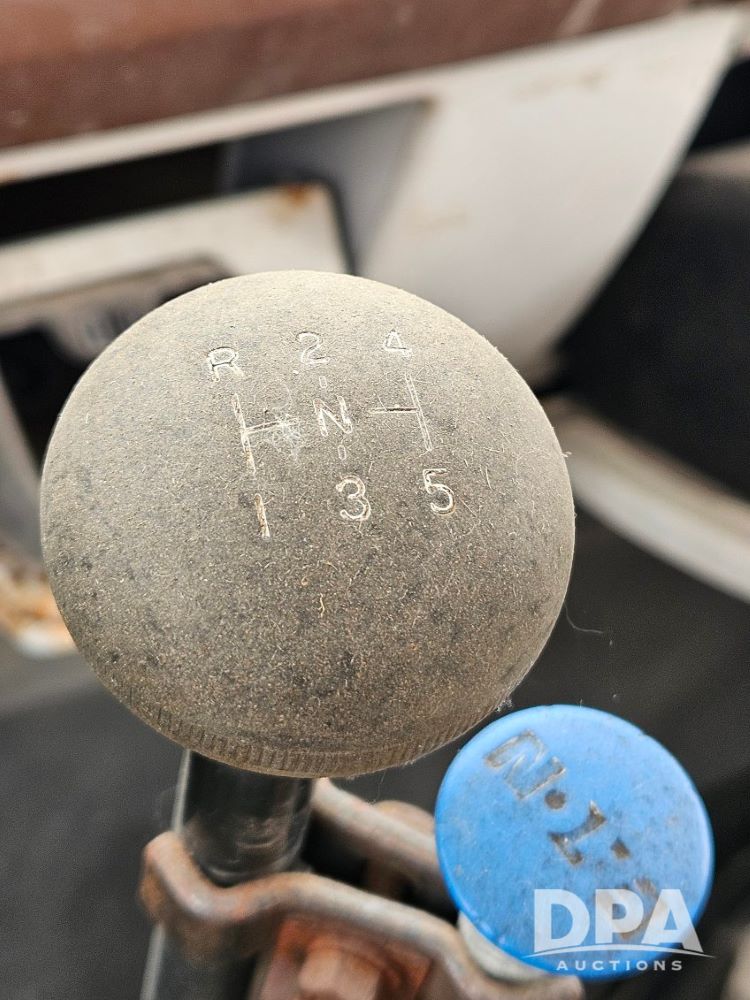 R 2 4
N
1 3 5
DPA
AUCTIONS